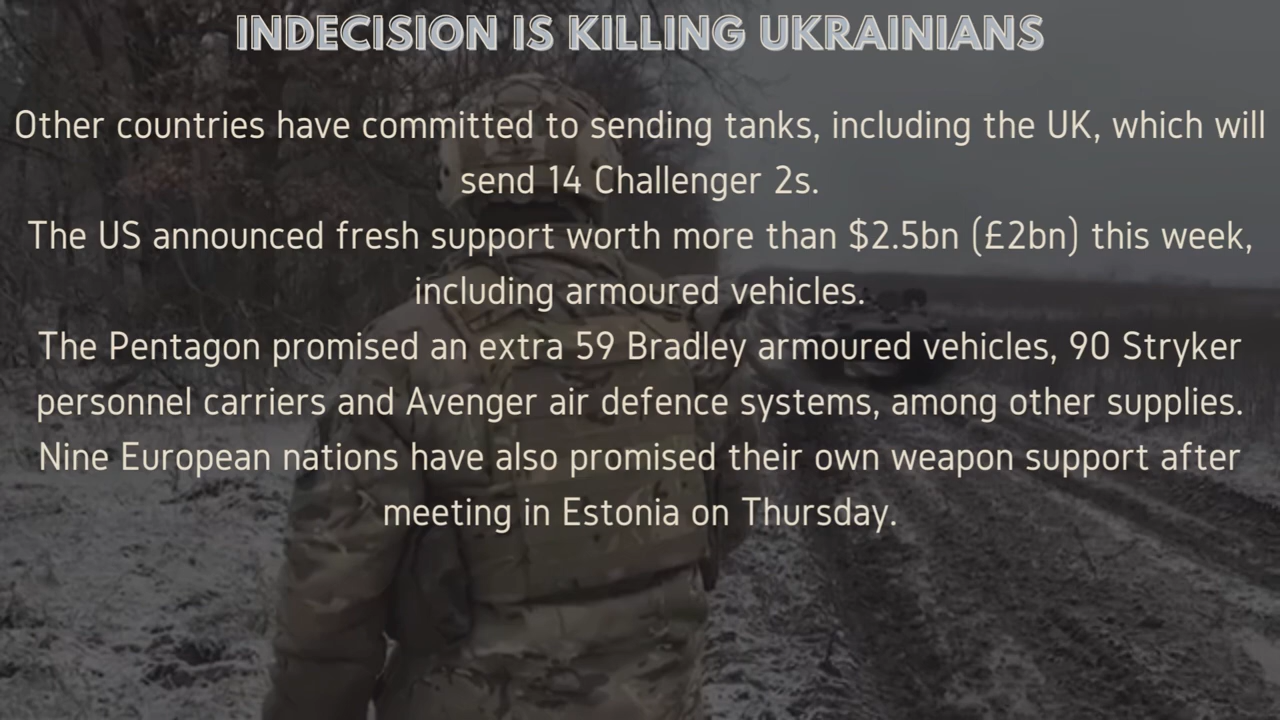 INDECISION IS KILLING UKRAINIANS
Other countries have committed to sending tanks, including the UK, which will
send 14 Challenger 2s.
The US announced fresh support worth more than $2.5bn (£2bn) this week,
including armoured vehicles.
The Pentagon promised an extra 59 Bradley armoured vehicles, 90 Stryker
personnel carriers and Avenger air defence systems, among other supplies.
Nine European nations have also promised their own weapon support after
meeting in Estonia on Thursday.